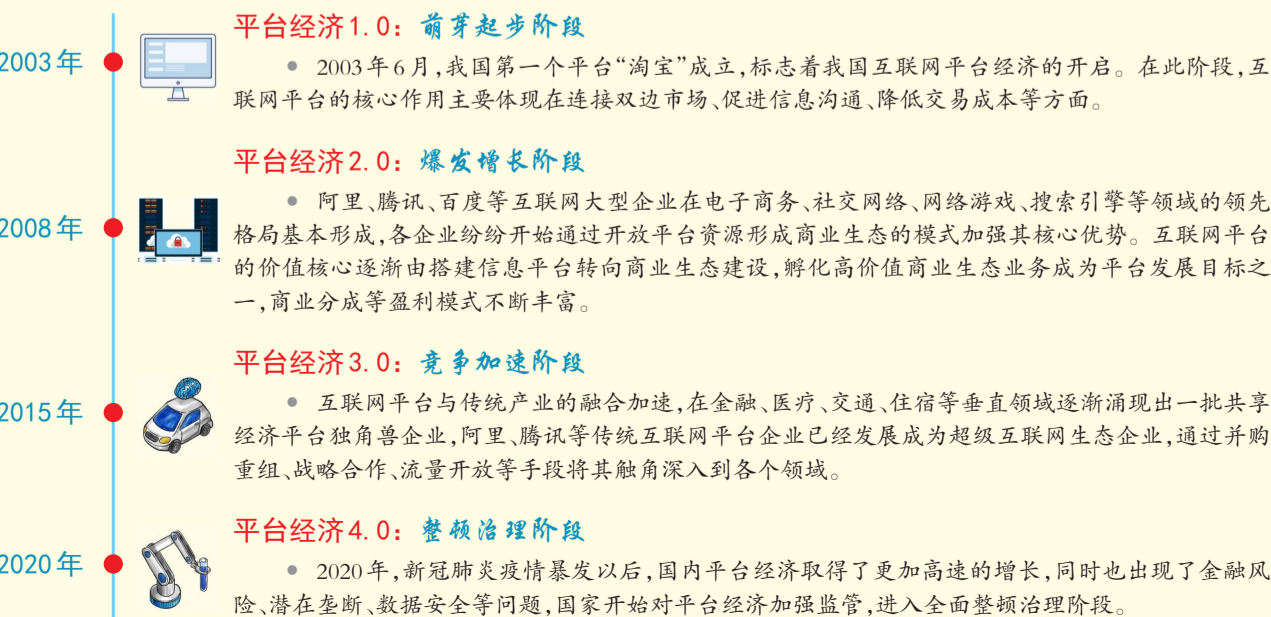 平台经济1.0：萌芽起步阶段
2003年
● 2003年6月，我国第一个平台“淘宝”成立，标志着我国互联网平台经济的开启。在此阶段，互
联网平台的核心作用主要体现在连接双边市场、促进信息沟通、降低交易成本等方面。
平台经济2.0：爆发增长阶段
2008年
● 阿里、腾讯、百度等互联网大型企业在电子商务、社交网络、网络游戏、搜索引擎等领域的领先
格局基本形成，各企业纷纷开始通过开放平台资源形成商业生态的模式加强其核心优势。互联网平台
的价值核心逐渐由搭建信息平台转向商业生态建设，孵化高价值商业生态业务成为平台发展目标之
一，商业分成等盈利模式不断丰富。
平台经济3.0：竞争加速阶段
2015年
● 互联网平台与传统产业的融合加速，在金融、医疗、交通、住宿等垂直领域逐渐涌现出一批共享
经济平台独角兽企业，阿里、腾讯等传统互联网平台企业已经发展成为超级互联网生态企业，通过并购
重组、战略合作、流量开放等手段将其触角深入到各个领域。
平台经济4.0：整顿治理阶段
2020年
● 2020年，新冠肺炎疫情暴发以后，国内平台经济取得了更加高速的增长，同时也出现了金融风
险、潜在垄断、数据安全等问题，国家开始对平台经济加强监管，进入全面整顿治理阶段。